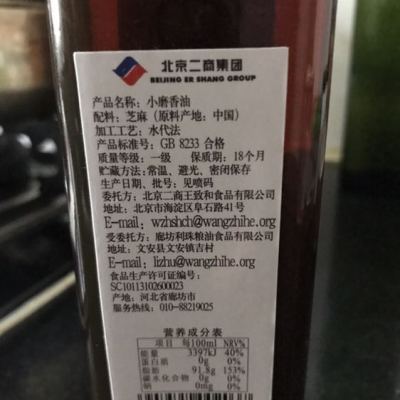 北京二商集团
BEIJING ER SHANG GROUP
产品名称：小磨香油
配料：芝麻（原料产地：中国）
加工工艺：水代法
产品标准号：GB 8233 合格
质量等级：一级 保质期：18个月
贮藏方法：常温、避光、密闭保存
生产日期、批号：见喷码
委托方：北京二商王致和食品有限公司
地址：北京市海淀区阜石路41号
E-mail：wzhshch@wangzhihe.org
受委托方：廊坊利珠粮油食品有限公司
地址：文安县文安镇吉村
E-mail：lizhu@wangzhihe.org
食品生产许可证编号：
SC10113102600023
产地：河北省廊坊市
服务热线：010-88219025
营养成分表
项目 每100ml NRV%
能量 3397kJ 40%
蛋白质 0g 0%
脂肪 91.8g 153%
碳水化合物 0g 0%
钠 0mg 0%